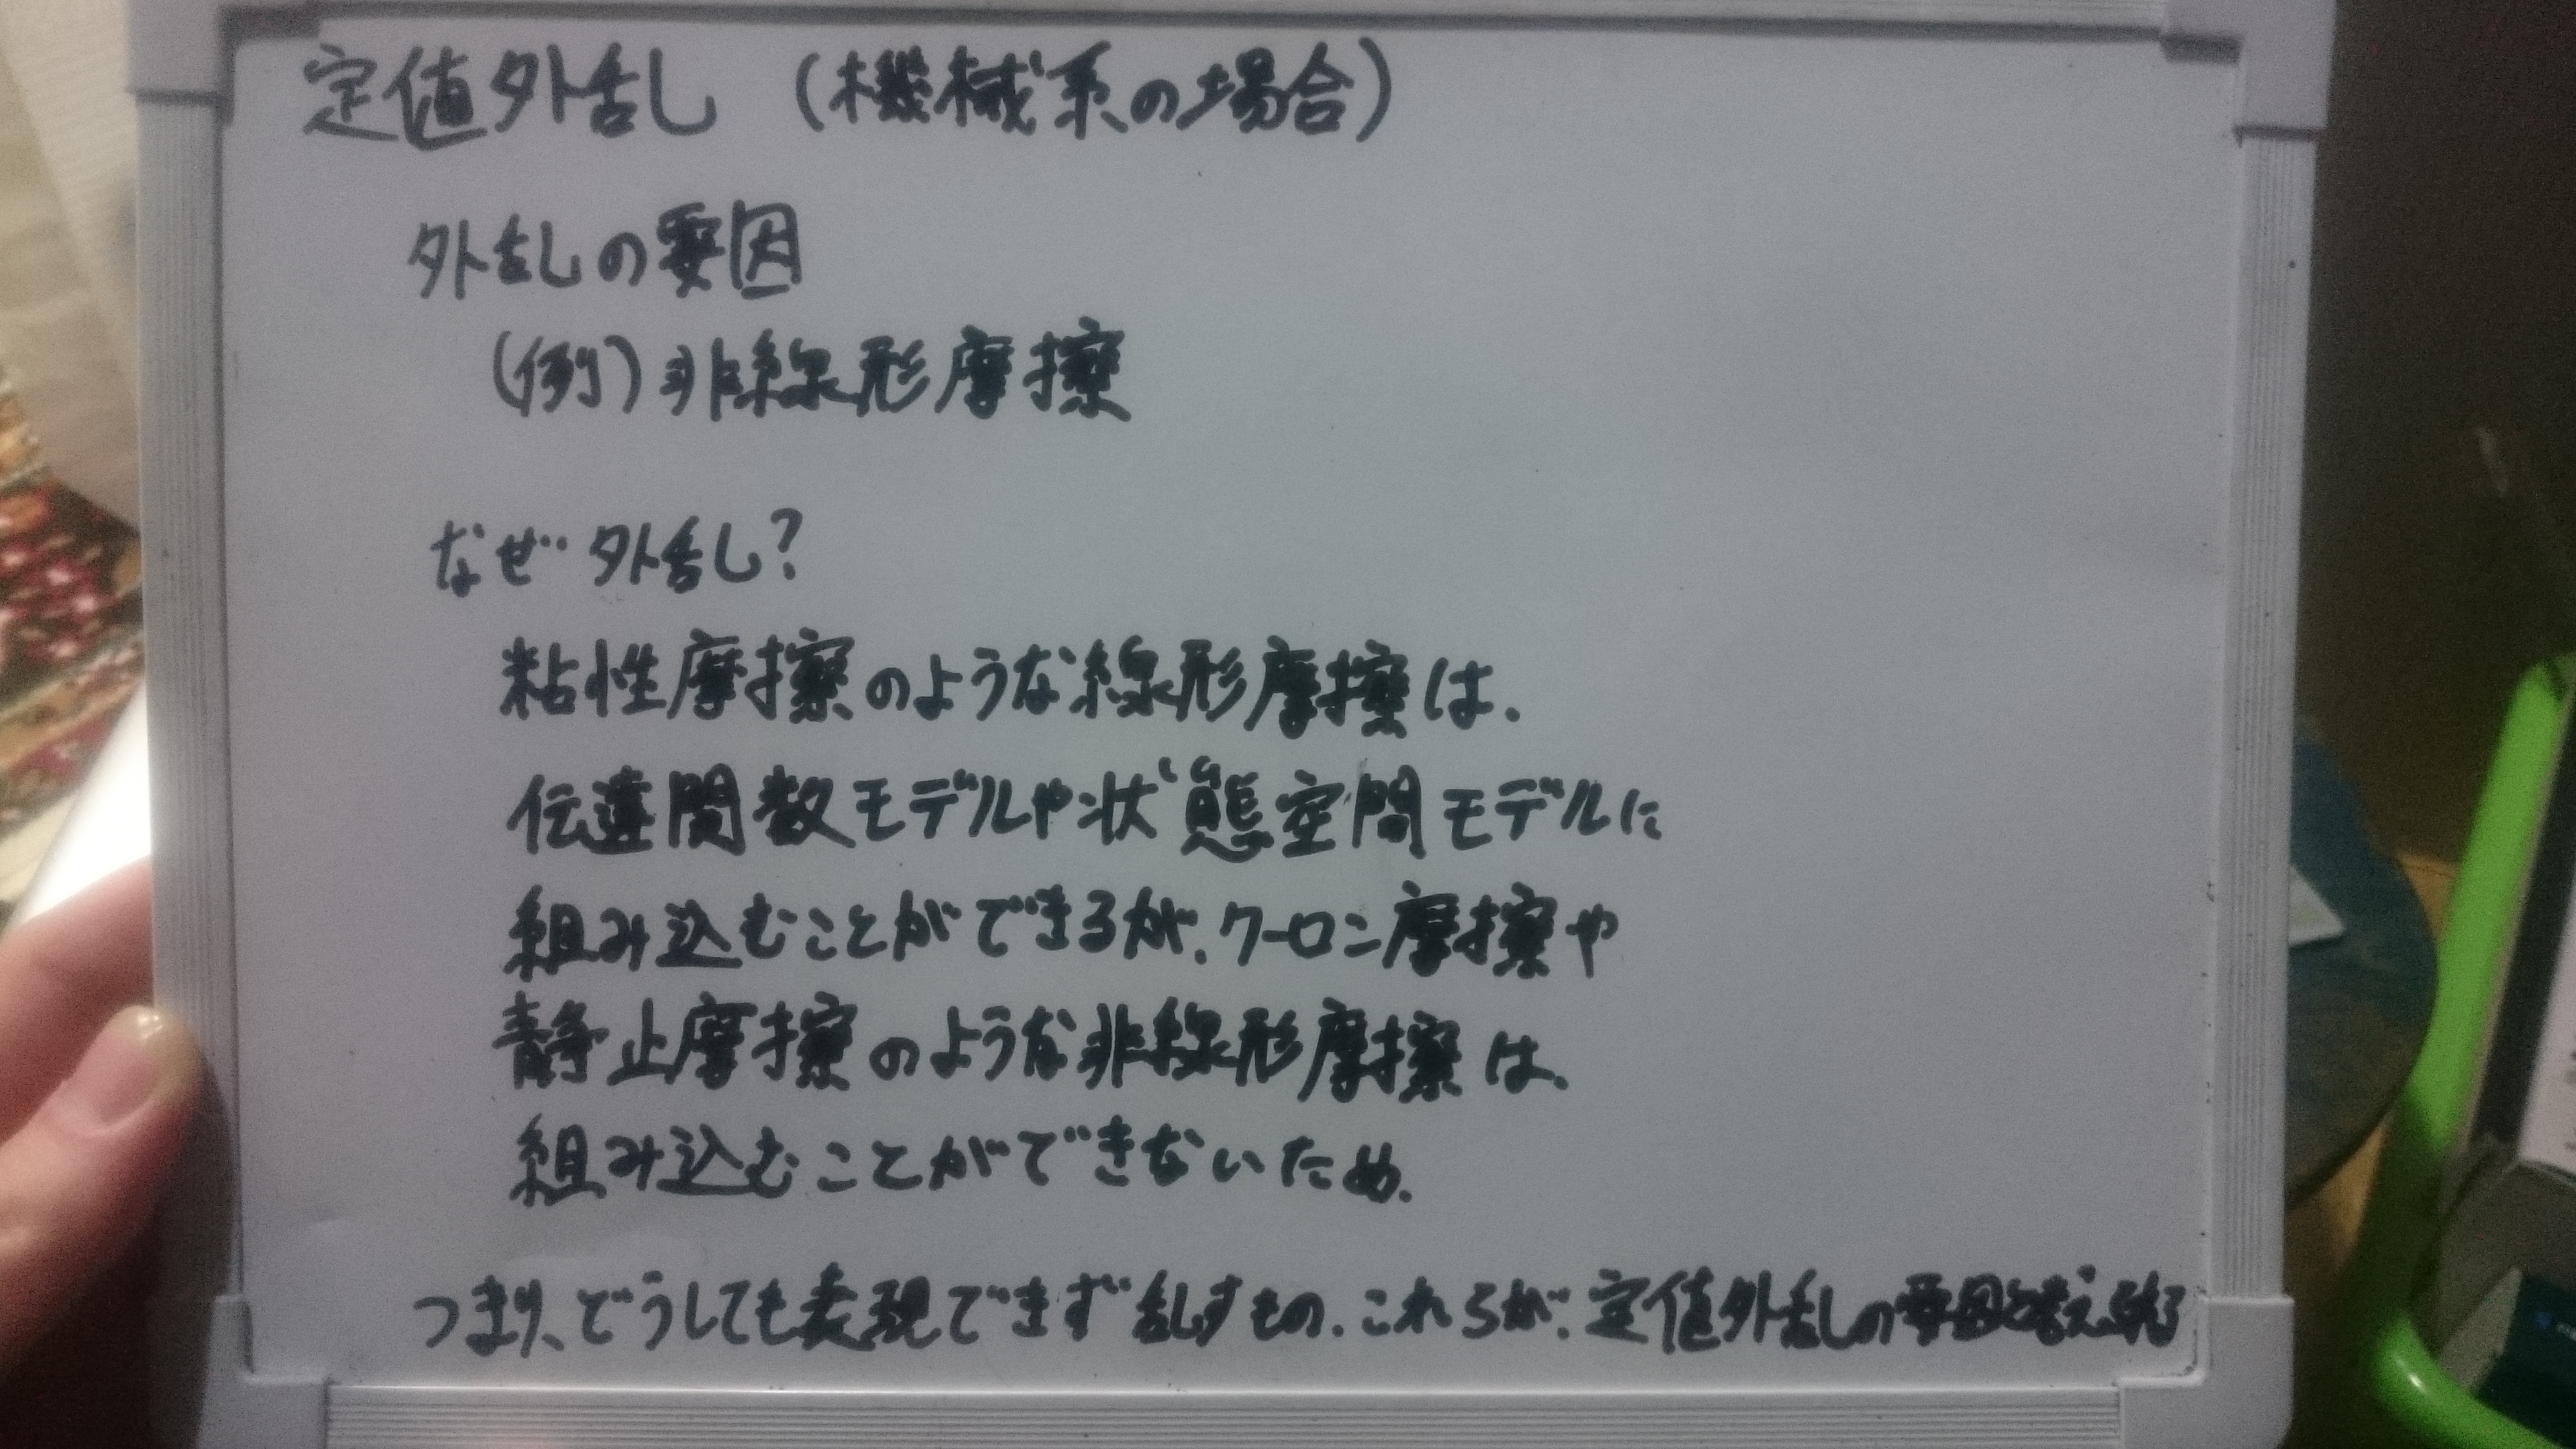 定値外乱 (機械系の場合)
外乱の要因
(例) 非線形摩擦
なぜ外乱?
粘性摩擦のような線形摩擦は、
伝達関数モデルや状態空間モデルに
組み込むことができるが、クーロン摩擦や
静止摩擦のような非線形摩擦は、
組み込むことができないため.
つまり、どうしても表現できず乱すもの.これらが、定値外乱の要因と考えられる